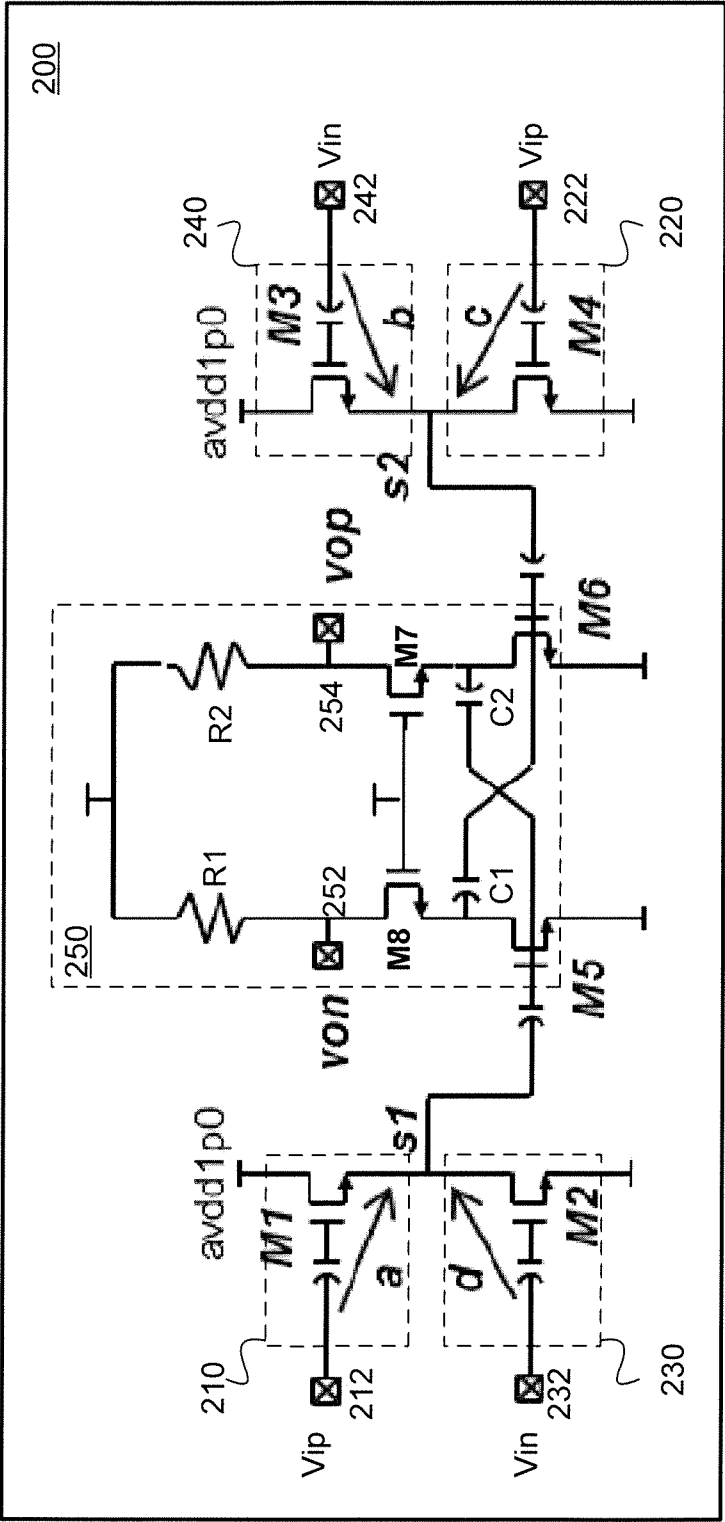 200
avdd1p0
240
M3
Vin
242
b
s2
c
Vip
222
M4
220
250
R1
R2
252
254
von
vop
M8
M7
C1
C2
M5
M6
avdd1p0
210
M1
Vip
212
a
s1
d
Vin
232
M2
230